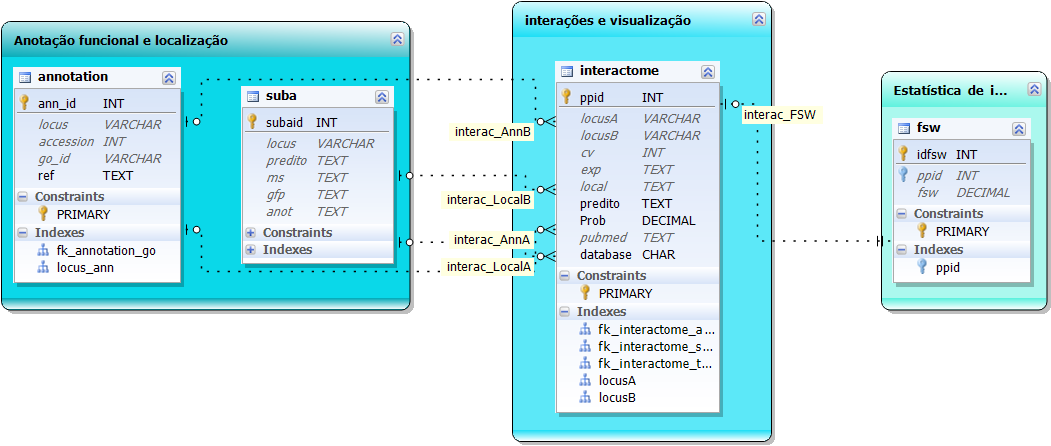 Anotação funcional e localização
annotation
ann_id INT
locus VARCHAR
accession INT
go_id VARCHAR
ref TEXT
Constraints
PRIMARY
Indexes
fk_annotation_go
locus_ann
suba
subaid INT
locus VARCHAR
predito TEXT
ms TEXT
gfp TEXT
anot TEXT
Constraints
Indexes
interac_AnnB
interac_LocalB
interac_AnnA
interac_LocalA
interações e visualização
interactome
ppid INT
locusA VARCHAR
locusB VARCHAR
cv INT
exp TEXT
local TEXT
predito TEXT
Prob DECIMAL
pubmed TEXT
database CHAR
Constraints
PRIMARY
Indexes
fk_interactome_a...
fk_interactome_s...
fk_interactome_t...
locusA
locusB
interac_FSW
Estatística de i...
fsw
idfsw INT
ppid INT
fsw DECIMAL
Constraints
PRIMARY
Indexes
ppid